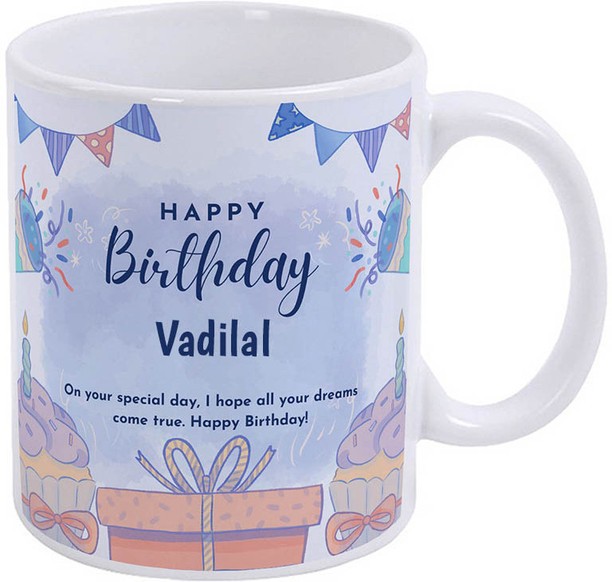 HAPPY
Birthday
Vadilal
On your special day, I hope all your dreams
come true. Happy Birthday!